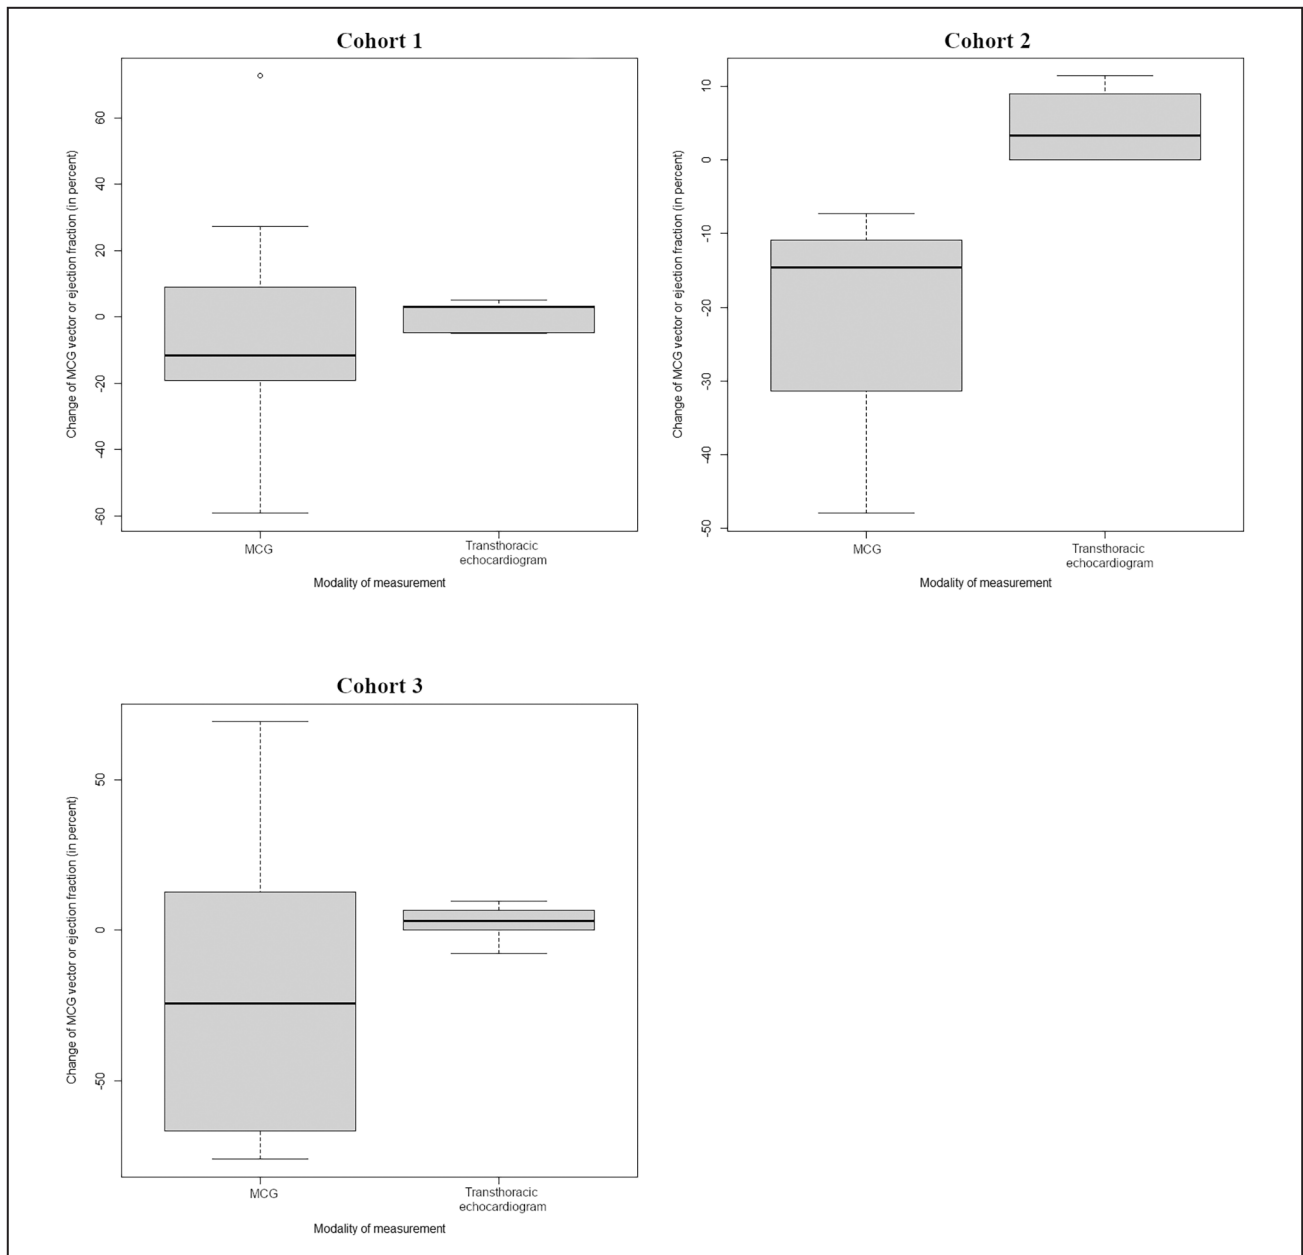 Cohort 1
Change of MCG vector or ejection fraction (in percent)
60
40
20
0
-20
-40
-60
MCG
Transthoracic
echocardiogram
Modality of measurement
Cohort 2
Change of MCG vector or ejection fraction (in percent)
10
0
-10
-20
-30
-40
-50
MCG
Transthoracic
echocardiogram
Modality of measurement
Cohort 3
Change of MCG vector or ejection fraction (in percent)
50
0
-50
MCG
Transthoracic
echocardiogram
Modality of measurement